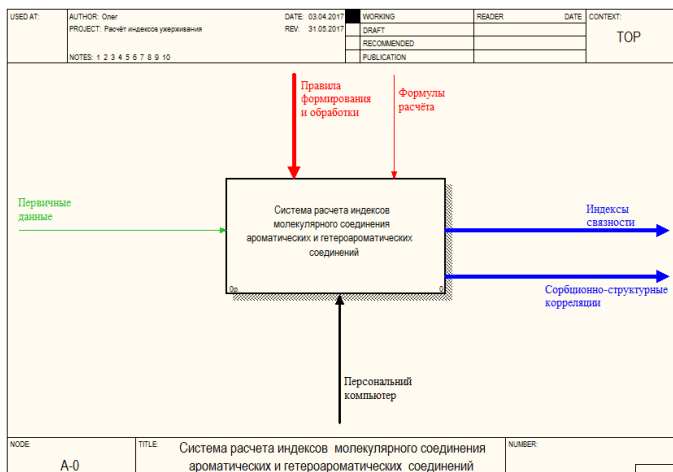 USED AT:
AUTHOR: Олег
DATE: 03.04.2017
WORKING
READER
DATE
CONTEXT:
PROJECT: Расчёт индексов ужерживания
REV: 31.05.2017
DRAFT
TOP
RECOMMENDED
NOTES: 1 2 3 4 5 6 7 8 9 10
PUBLICATION
Правила
формирования
и обработки
Формулы
расчёта
Первичные
данные
Система расчета индексов
молекулярного соединения
ароматических и гетероароматических
соединений
0р.
0
Индексы
связности
Сорбционно-структурные
корреляции
Персональний
компьютер
NODE:
TITLE:
NUMBER:
A-0
Система расчета индексов молекулярного соединения
ароматических и гетероароматических соединений